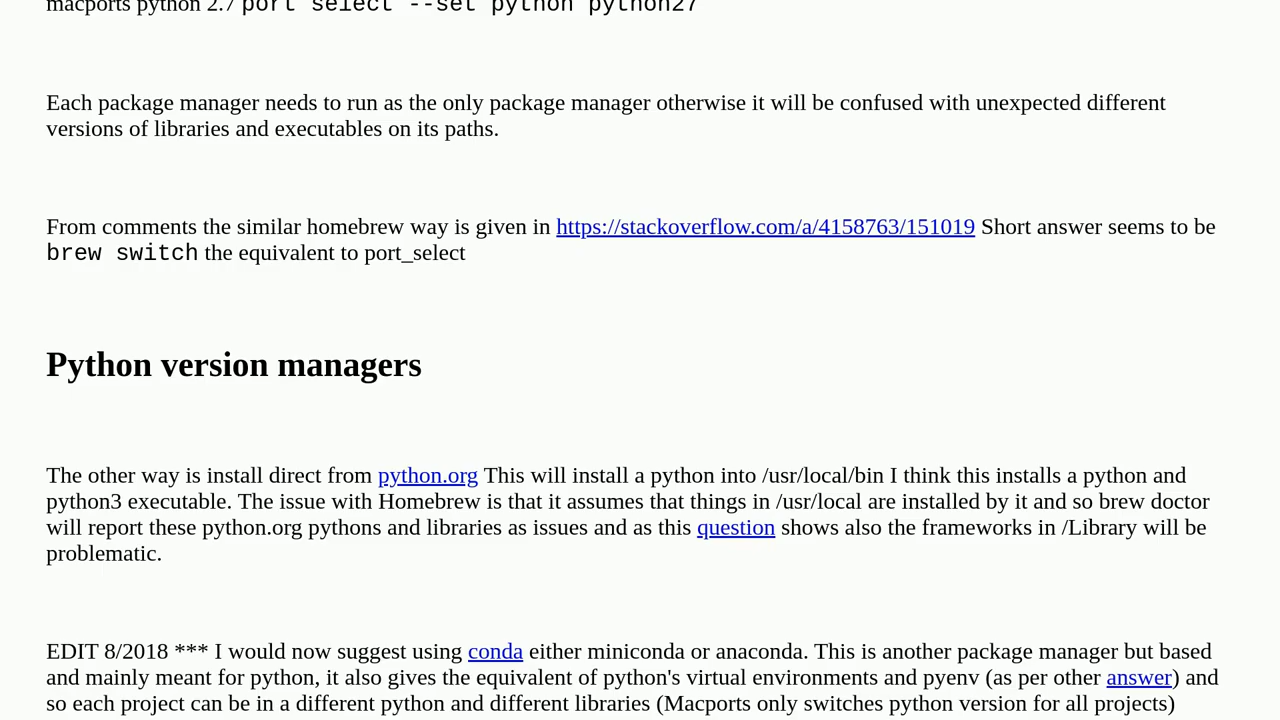 macports python 2.7 port select --set python python27
Each package manager needs to run as the only package manager otherwise it will be confused with unexpected different
versions of libraries and executables on its paths.
From comments the similar homebrew way is given in https://stackoverflow.com/a/4158763/151019 Short answer seems to be
brew switch the equivalent to port_select
Python version managers
The other way is install direct from python.org This will install a python into /usr/local/bin I think this installs a python and
python3 executable. The issue with Homebrew is that it assumes that things in /usr/local are installed by it and so brew doctor
will report these python.org pythons and libraries as issues and as this question shows also the frameworks in /Library will be
problematic.
EDIT 8/2018 *** I would now suggest using conda either miniconda or anaconda. This is another package manager but based
and mainly meant for python, it also gives the equivalent of python's virtual environments and pyenv (as per other answer) and
so each project can be in a different python and different libraries (Macports only switches python version for all projects)